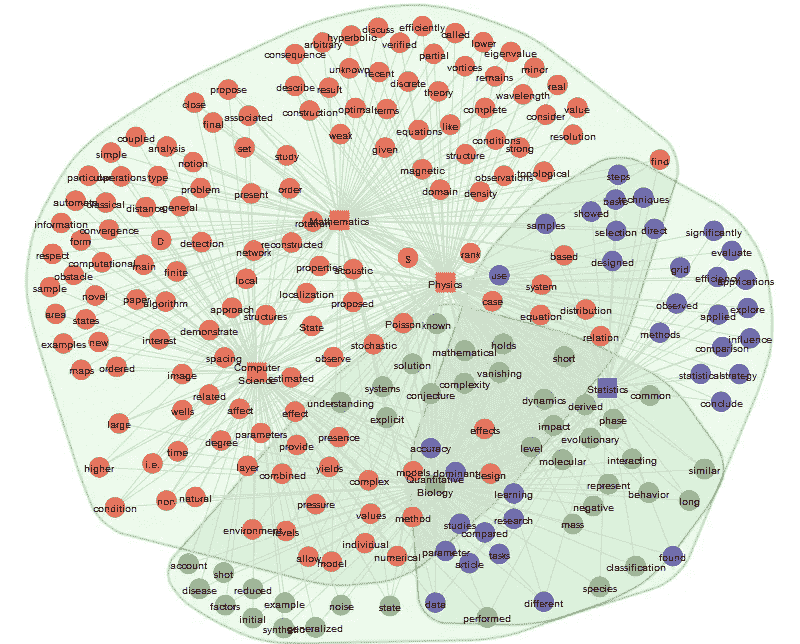 discuss
efficiently
hyperbolic
called
arbitrary
verified
lower
consequence
partial
eigenvalue
unknown
recent
vortices
minor
remains
describe
result
discrete
real
propose
theory
wavelength
close
construction
optimal
terms
complete
value
associated
consider
final
equations
like
weak
resolution
coupled
conditions
simple
analysis
set
study
given
structure
strong
find
notion
magnetic
particular
operations
type
observations
topological
steps
problem
present
order
domain
density
basic
techniques
automata
classical
distance
general
showed
information
rotation
Mathematics
samples
convergence
selection
direct
significantly
form
D
detection
reconstructed
respect
network
S
rank
based
designed
evaluate
computational
main
finite
properties
acoustic
grid
obstacle
local
Physics
use
efficiency
applications
sample
novel
paper
algorithm
localization
proposed
case
system
observed
area
approach
structures
equation
distribution
applied
explore
states
demonstrate
State
Poisson
known
examples
new
interest
stochastic
holds
relation
methods
influence
spacing
observe
mathematical
short
comparison
maps
ordered
image
Computer
Science
estimated
solution
vanishing
statistical
strategy
related
systems
complexity
Statistics
wells
affect
effect
understanding
conjecture
dynamics
derived
common
conclude
large
explicit
impact
phase
degree
parameters
presence
effects
evolutionary
time
provide
accuracy
level
higher
i.e.
layer
combined
yields
models
dominant
design
molecular
interacting
similar
complex
Quantitative
Biology
learning
represent
behavior
condition
non
natural
pressure
negative
long
values
method
research
environment
levels
studies
compared
mass
individual
parameter
tasks
allow
model
numerical
article
found
account
shot
classification
disease
reduced
species
factors
example
noise
state
data
different
initial
synthetic
generalized
performed